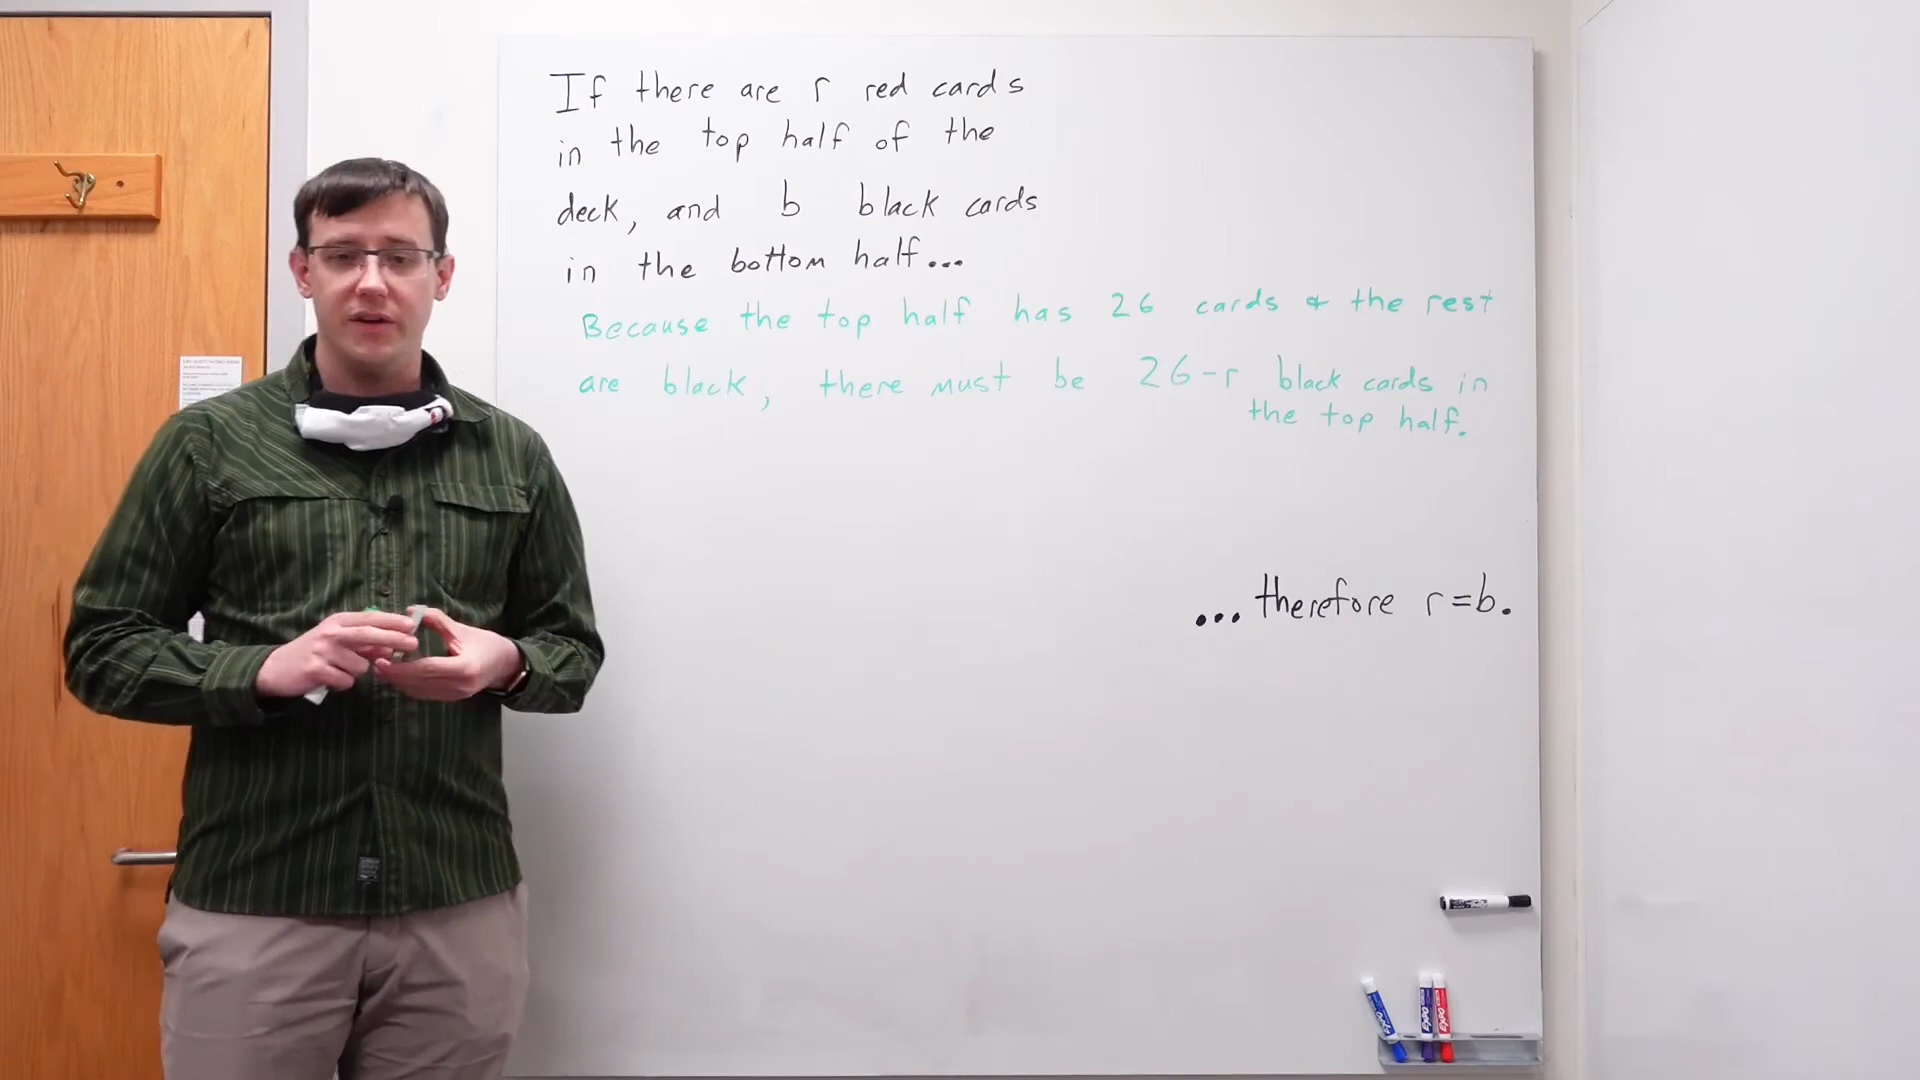 If there are r red cards
in the top half of the
deck, and b black cards
in the bottom half...
Because the top half has 26 cards & the rest
are black, there must be 26-r black cards in
the top half.
... therefore r=b.
EXPO
EXPO